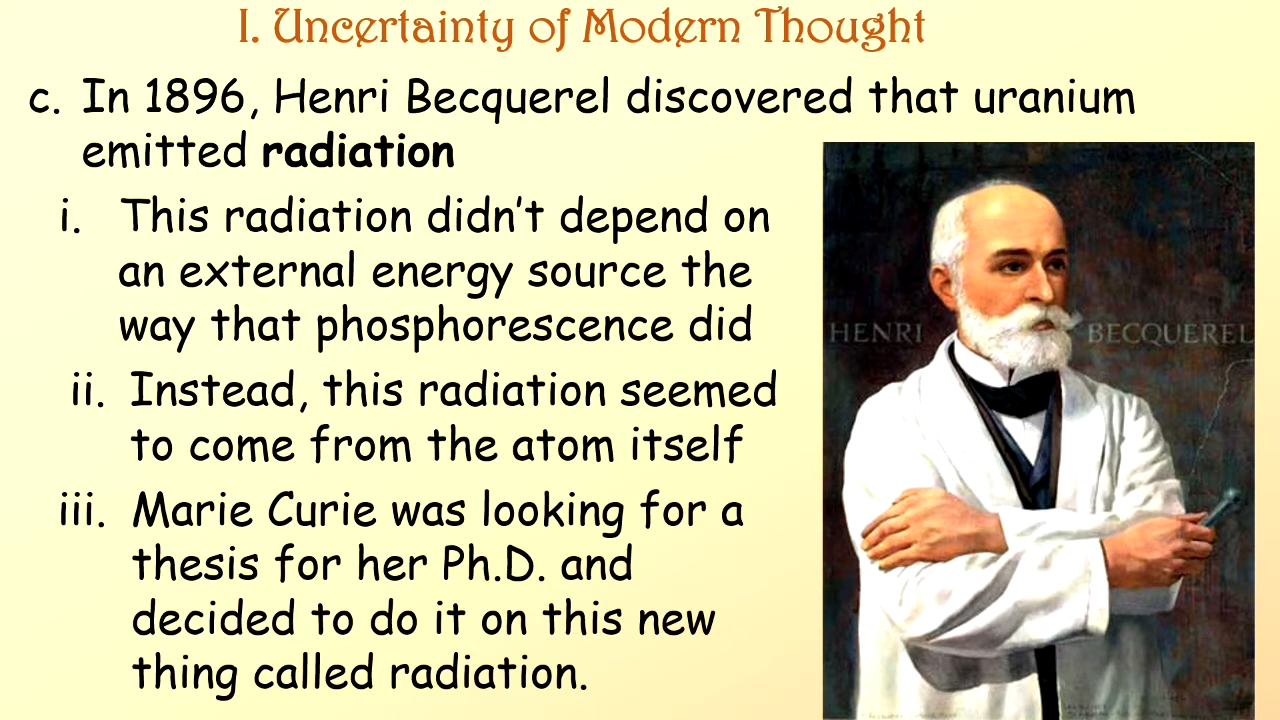 I. Uncertainty of Modern Thought
c. In 1896, Henri Becquerel discovered that uranium
emitted radiation
i. This radiation didn't depend on
an external energy source the
way that phosphorescence did
ii. Instead, this radiation seemed
to come from the atom itself
iii. Marie Curie was looking for a
thesis for her Ph.D. and
decided to do it on this new
thing called radiation.
HENRI BECQUEREL